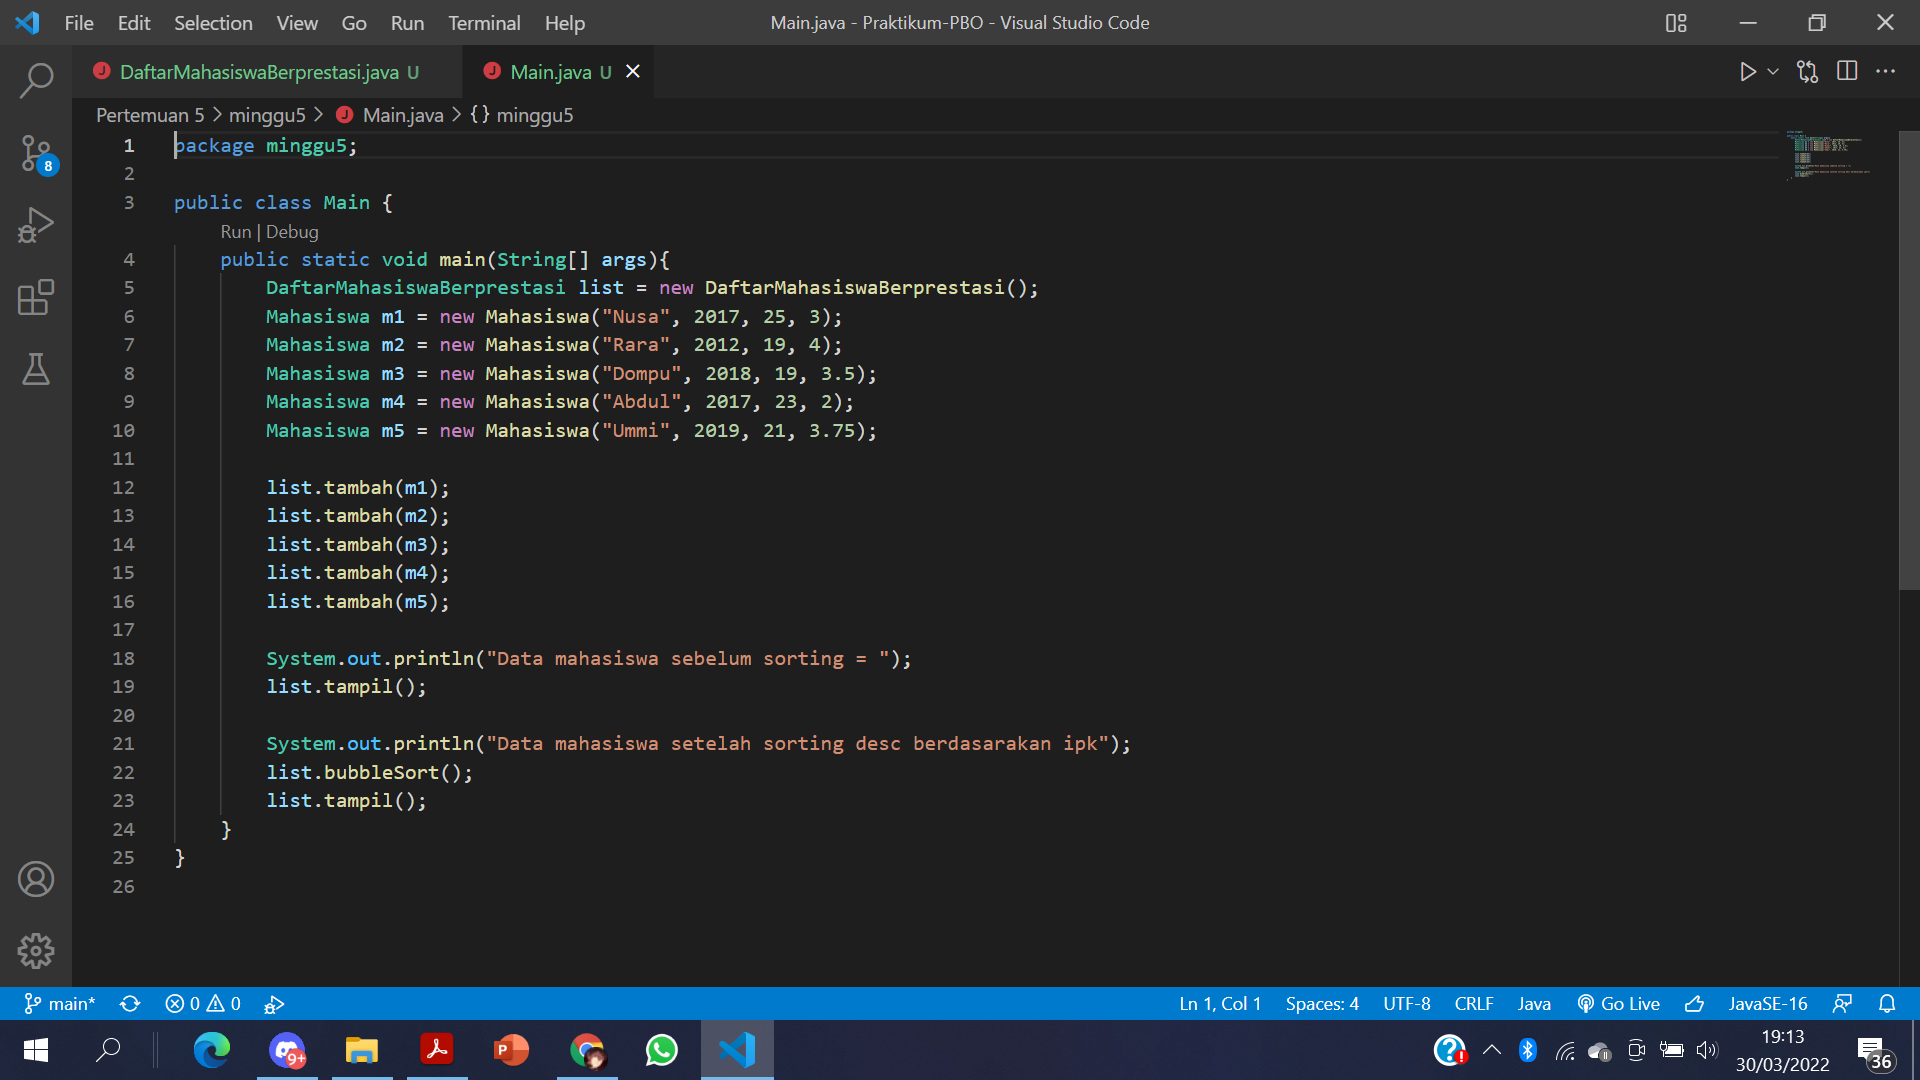 File Edit Selection View Go Run Terminal Help Main.java - Praktikum-PBO - Visual Studio Code
DaftarMahasiswaBerprestasi.java U Main.java U
Pertemuan 5 > minggu5 > Main.java > {} minggu5
1 package minggu5;
2
3 public class Main {
Run | Debug
4 public static void main(String[] args){
5 DaftarMahasiswaBerprestasi list = new DaftarMahasiswaBerprestasi();
6 Mahasiswa m1 = new Mahasiswa("Nusa", 2017, 25, 3);
7 Mahasiswa m2 = new Mahasiswa("Rara", 2012, 19, 4);
8 Mahasiswa m3 = new Mahasiswa("Dompu", 2018, 19, 3.5);
9 Mahasiswa m4 = new Mahasiswa("Abdul", 2017, 23, 2);
10 Mahasiswa m5 = new Mahasiswa("Ummi", 2019, 21, 3.75);
11
12 list.tambah(m1);
13 list.tambah(m2);
14 list.tambah(m3);
15 list.tambah(m4);
16 list.tambah(m5);
17
18 System.out.println("Data mahasiswa sebelum sorting = ");
19 list.tampil();
20
21 System.out.println("Data mahasiswa setelah sorting desc berdasarakan ipk");
22 list.bubbleSort();
23 list.tampil();
24 }
25 }
26
8
main* 0 0 Ln 1, Col 1 Spaces: 4 UTF-8 CRLF Java Go Live JavaSE-16
9+ P 19:13
30/03/2022 36